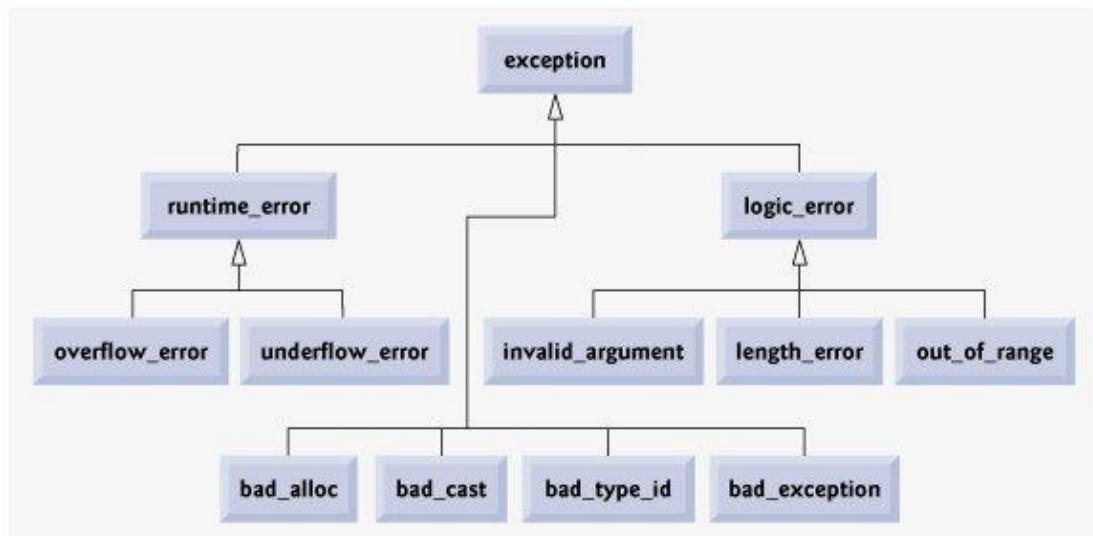 exception
runtime_error
logic_error
overflow_error
underflow_error
invalid_argument
length_error
out_of_range
bad_alloc
bad_cast
bad_type_id
bad_exception